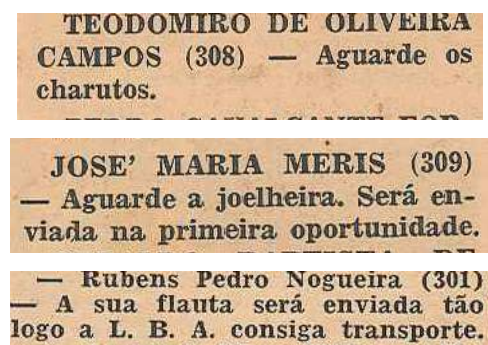 TEODOMIRO DE OLIVEIRA
CAMPOS (308) — Aguarde os
charutos.
JOSE' MARIA MERIS (309)
— Aguarde a joelheira. Será en-
viada na primeira oportunidade.
— Rubens Pedro Nogueira (301)
— A sua flauta será enviada tão
logo a L. B. A. consiga transporte.